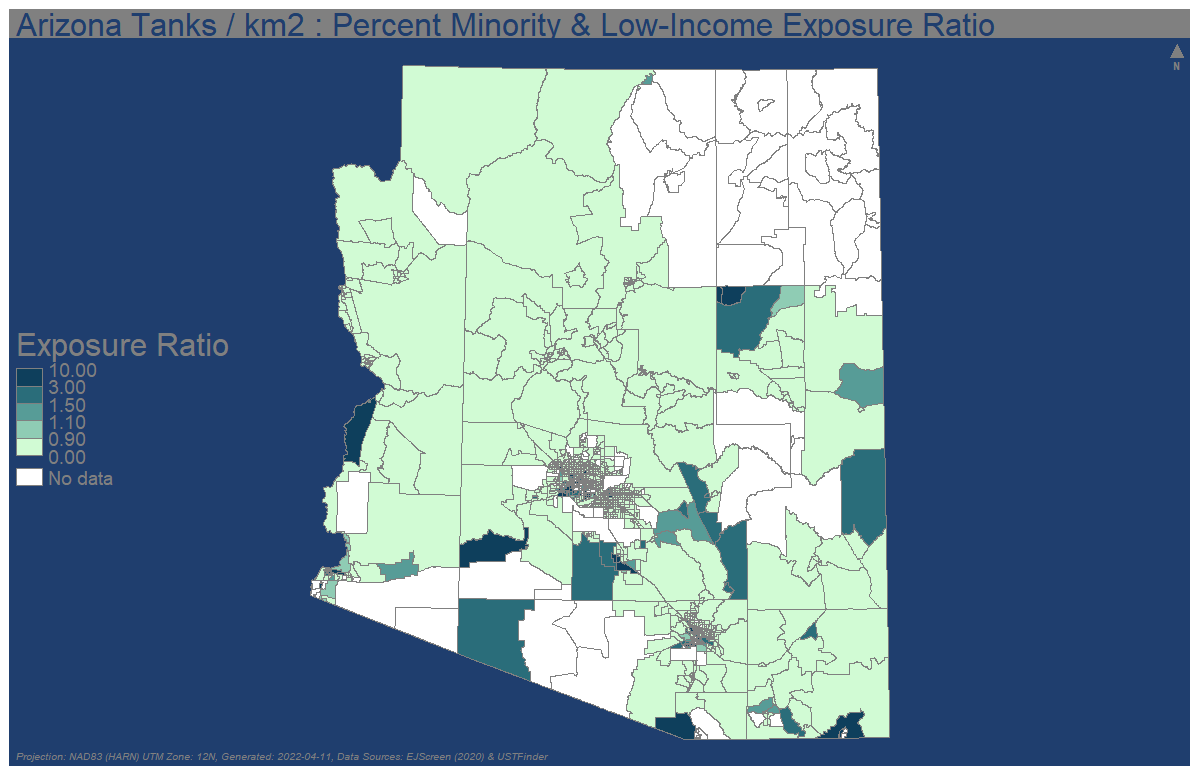 Arizona Tanks / km2 : Percent Minority & Low-Income Exposure Ratio
N
Exposure Ratio
10.00
3.00
1.50
1.10
0.90
0.00
No data
Projection: NAD83 (HARN) UTM Zone: 12N, Generated: 2022-04-11, Data Sources: EJScreen (2020) & USTFinder